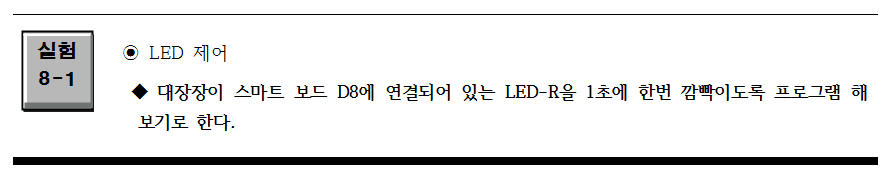 실험
8-1
◉ LED 제어
◆ 대장장이 스마트 보드 D8에 연결되어 있는 LED-R을 1초에 한번 깜빡이도록 프로그램 해
보기로 한다.